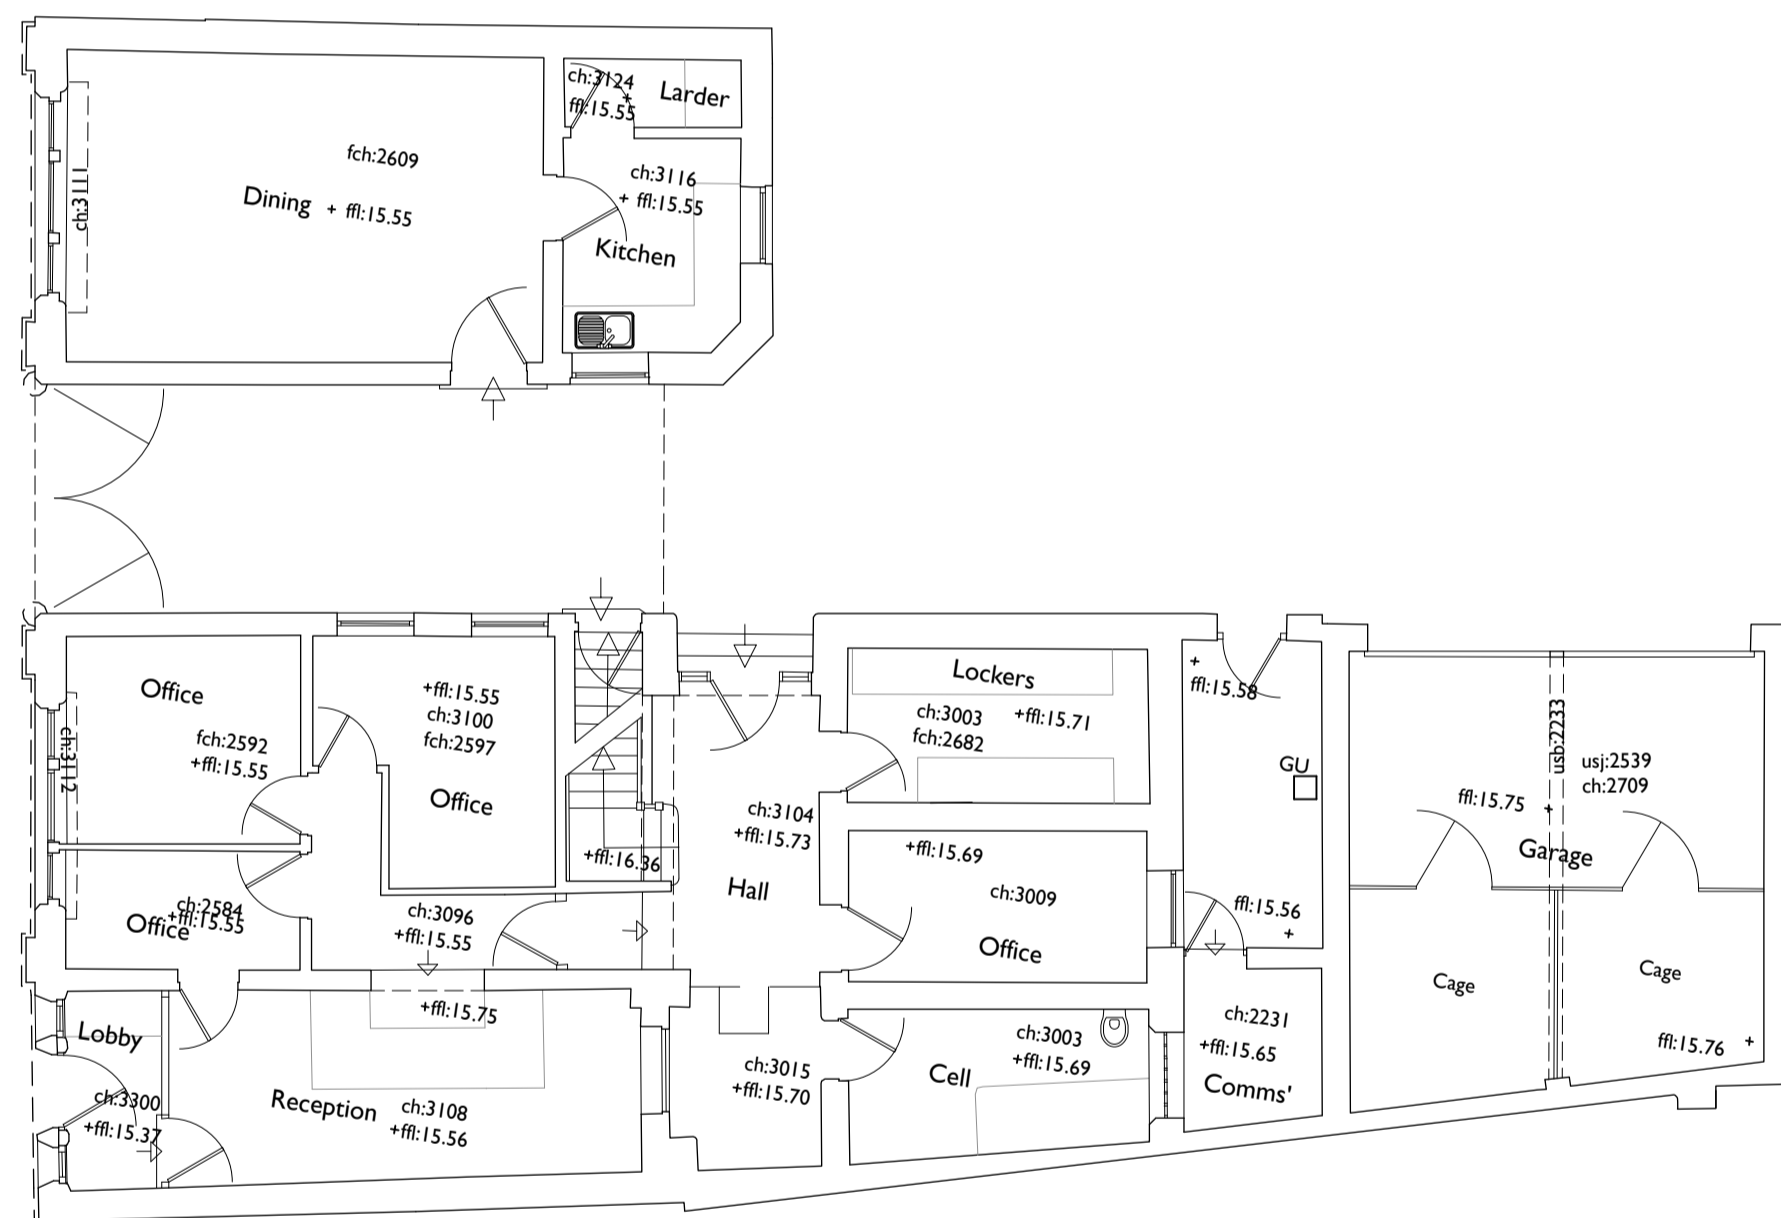 ch:3124
ffl:15.55
Larder
fch:2609
ch:3111
Dining + ffl:15.55
ch:3116
+ ffl:15.55
Kitchen
Office
fch:2592
+ffl:15.55
ch:3112
+ffl:15.55
ch:3100
fch:2597
Office
+ffl:16.36
ch:2584
+ffl:15.55
Office
ch:3096
+ffl:15.55
ch:3104
+ffl:15.73
Hall
Lockers
ch:3003 +ffl:15.71
fch:2682
+ffl:15.69
ch:3009
Office
+
ffl:15.58
GU
ffl:15.56
+
usb:2233
usj:2539
ch:2709
ffl:15.75 +
Garage
Cage
Cage
ffl:15.76 +
+ffl:15.75
Lobby
ch:3300
+ffl:15.37
Reception
ch:3108
+ffl:15.56
ch:3015
+ffl:15.70
Cell
ch:3003
+ffl:15.69
ch:2231
+ffl:15.65
Comms'